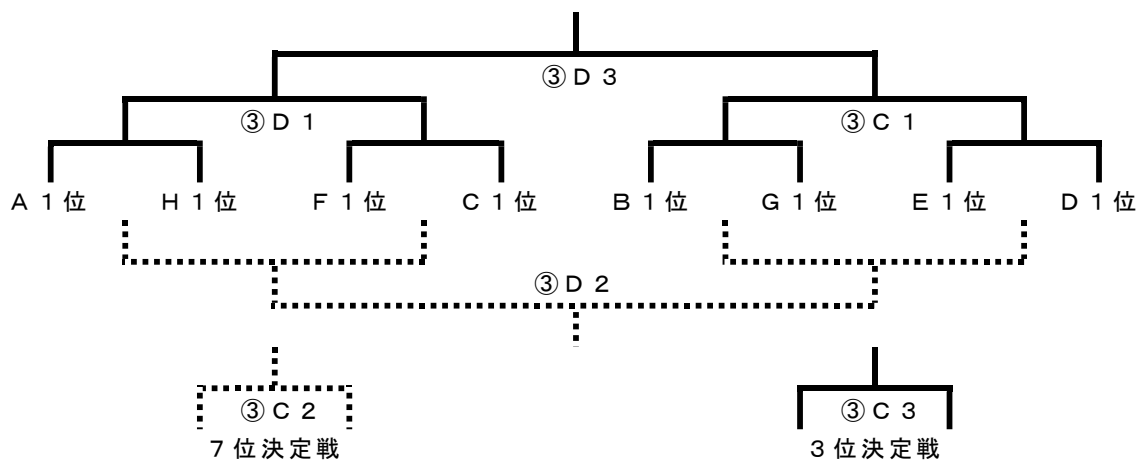 ③Ｄ３
③Ｄ１ ③Ｃ１
Ａ１位 Ｈ１位 Ｆ１位 Ｃ１位 Ｂ１位 Ｇ１位 Ｅ１位 Ｄ１位
③Ｄ２
③Ｃ２ ③Ｃ３
７位決定戦 ３位決定戦